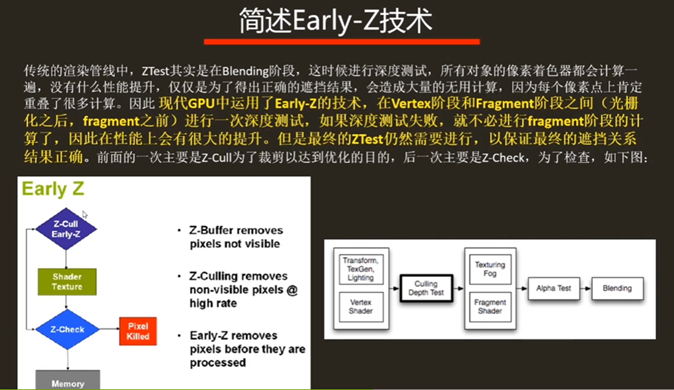 简述Early-Z技术
传统的渲染管线中，ZTest其实是在Blending阶段，这时候进行深度测试，所有对象的像素着色器都会计算一
遍，没有什么性能提升，仅仅是为了得出正确的遮挡结果，会造成大量的无用计算，因为每个像素点上肯定
重叠了很多计算。因此 现代GPU中运用了Early-Z的技术，在Vertex阶段和Fragment阶段之间（光栅
化之后，fragment之前）进行一次深度测试，如果深度测试失败，就不必进行fragment阶段的计
算了，因此在性能上会有很大的提升。但是最终的ZTest仍然需要进行，以保证最终的遮挡关系
结果正确。前面的一次主要是Z-Cull为了裁剪以达到优化的目的，后一次主要是Z-Check，为了检查，如下图：
Early Z
Z-Cull
Early-Z
Shader
Texture
Z-Check
Pixel
Killed
Memory
• Z-Buffer removes
pixels not visible
• Z-Culling removes
non-visible pixels @
high rate
• Early-Z removes
pixels before they are
processed
Transform,
TexGen,
Lighting
Vertex
Shader
Culling
Depth Test
Texturing
Fog
Fragment
Shader
Alpha Test
Blending